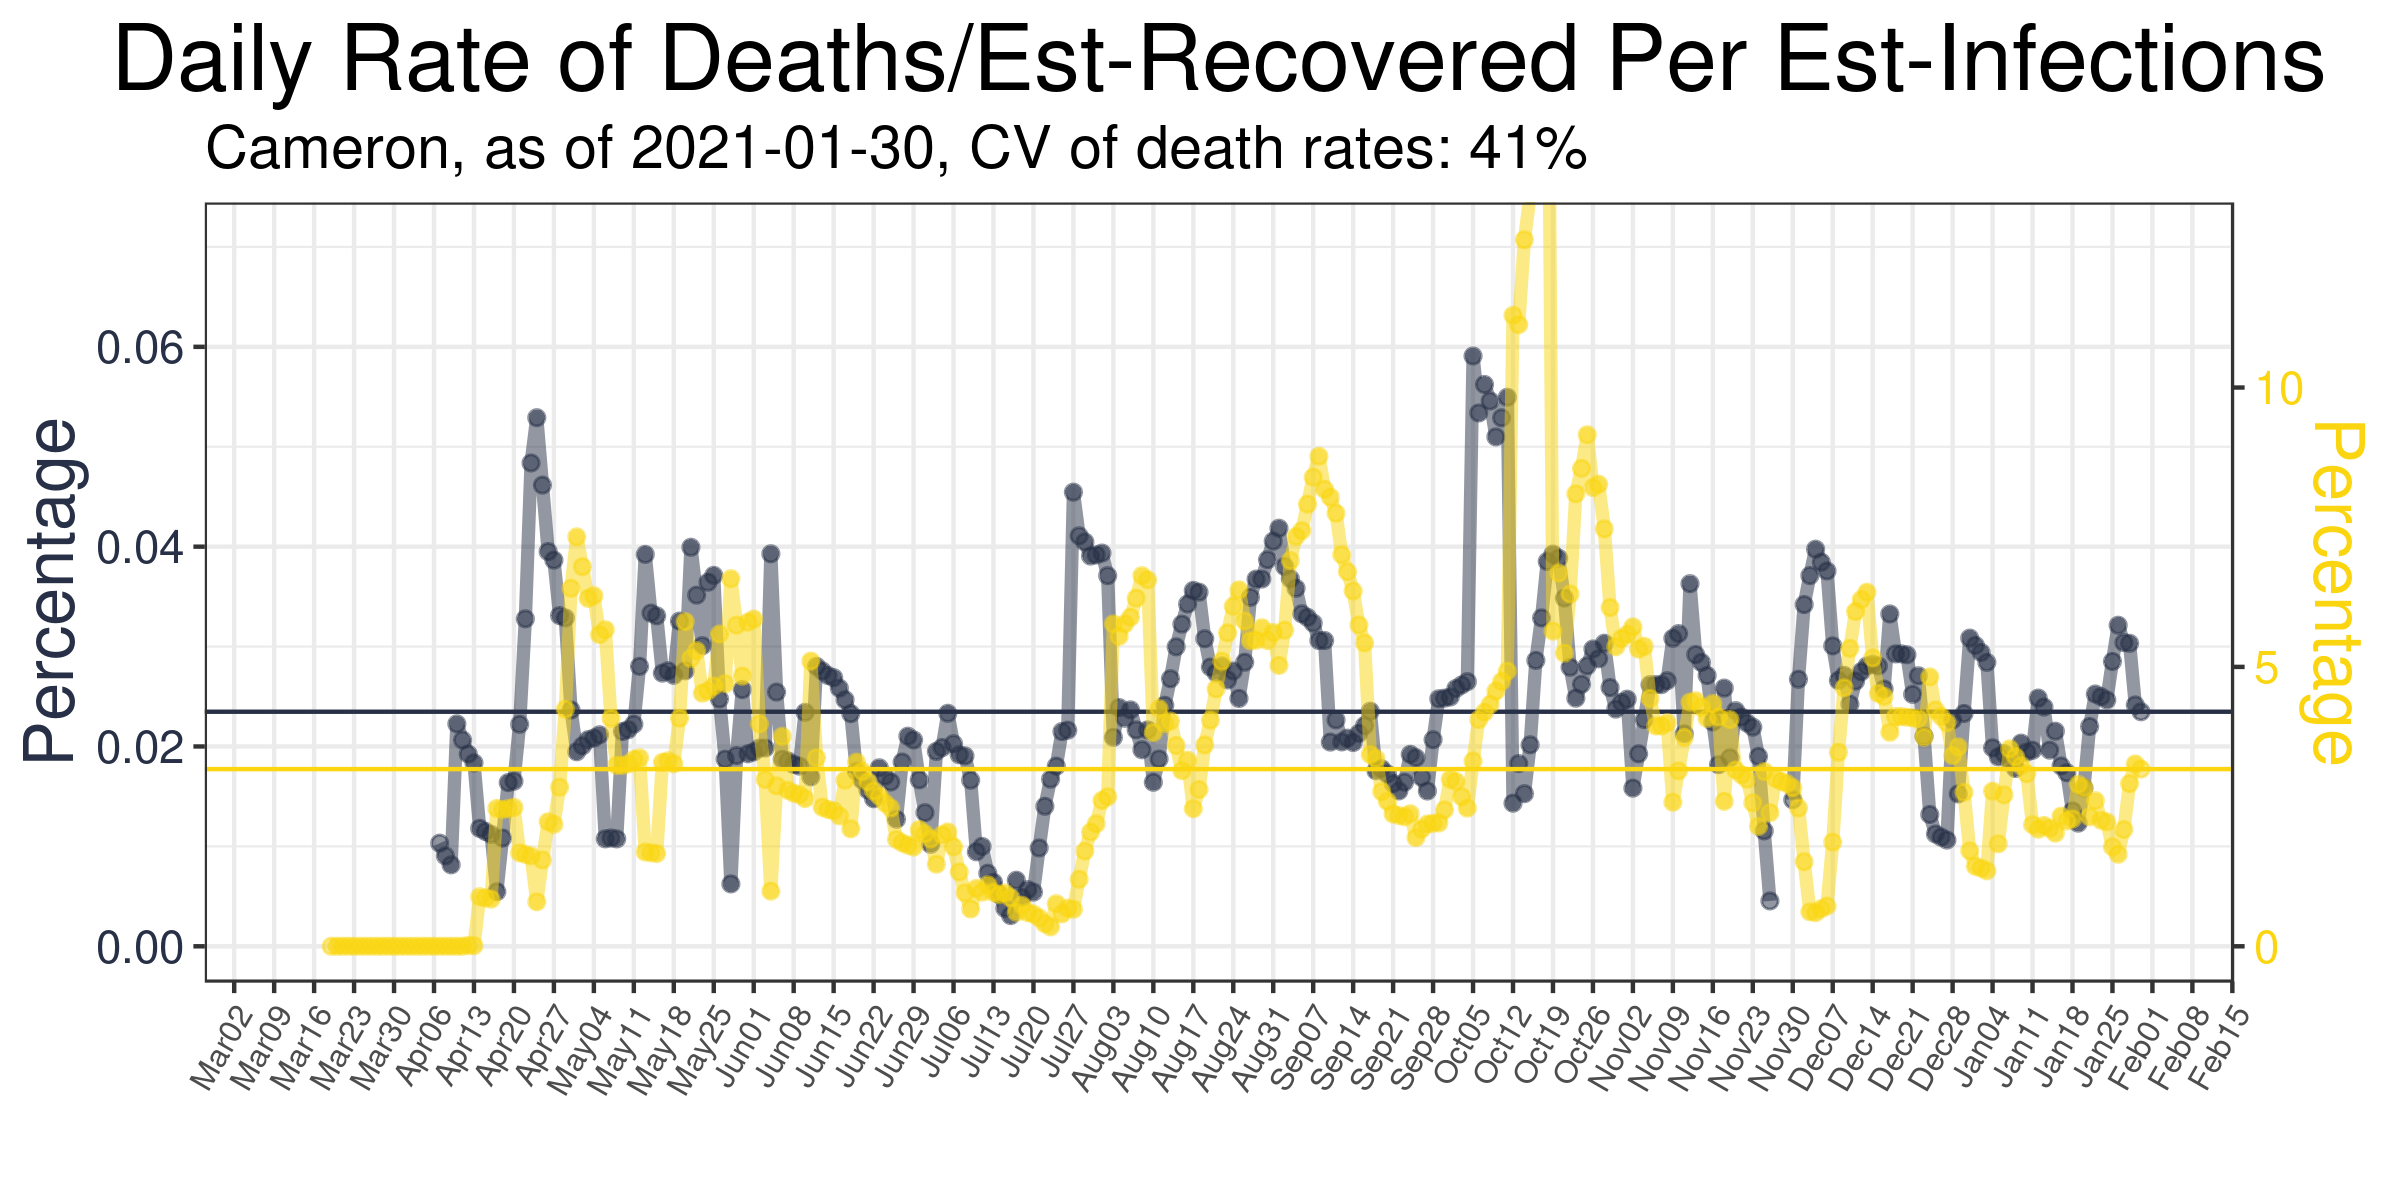 Daily Rate of Deaths/Est-Recovered Per Est-Infections
Cameron, as of 2021-01-30, CV of death rates: 41%
Percentage
0.06
0.04
0.02
0.00
10
5
0
Percentage
Mar02
Mar09
Mar16
Mar23
Mar30
Apr06
Apr13
Apr20
Apr27
May04
May11
May18
May25
Jun01
Jun08
Jun15
Jun22
Jun29
Jul06
Jul13
Jul20
Jul27
Aug03
Aug10
Aug17
Aug24
Aug31
Sep07
Sep14
Sep21
Sep28
Oct05
Oct12
Oct19
Oct26
Nov02
Nov09
Nov16
Nov23
Nov30
Dec07
Dec14
Dec21
Dec28
Jan04
Jan11
Jan18
Jan25
Feb01
Feb08
Feb15